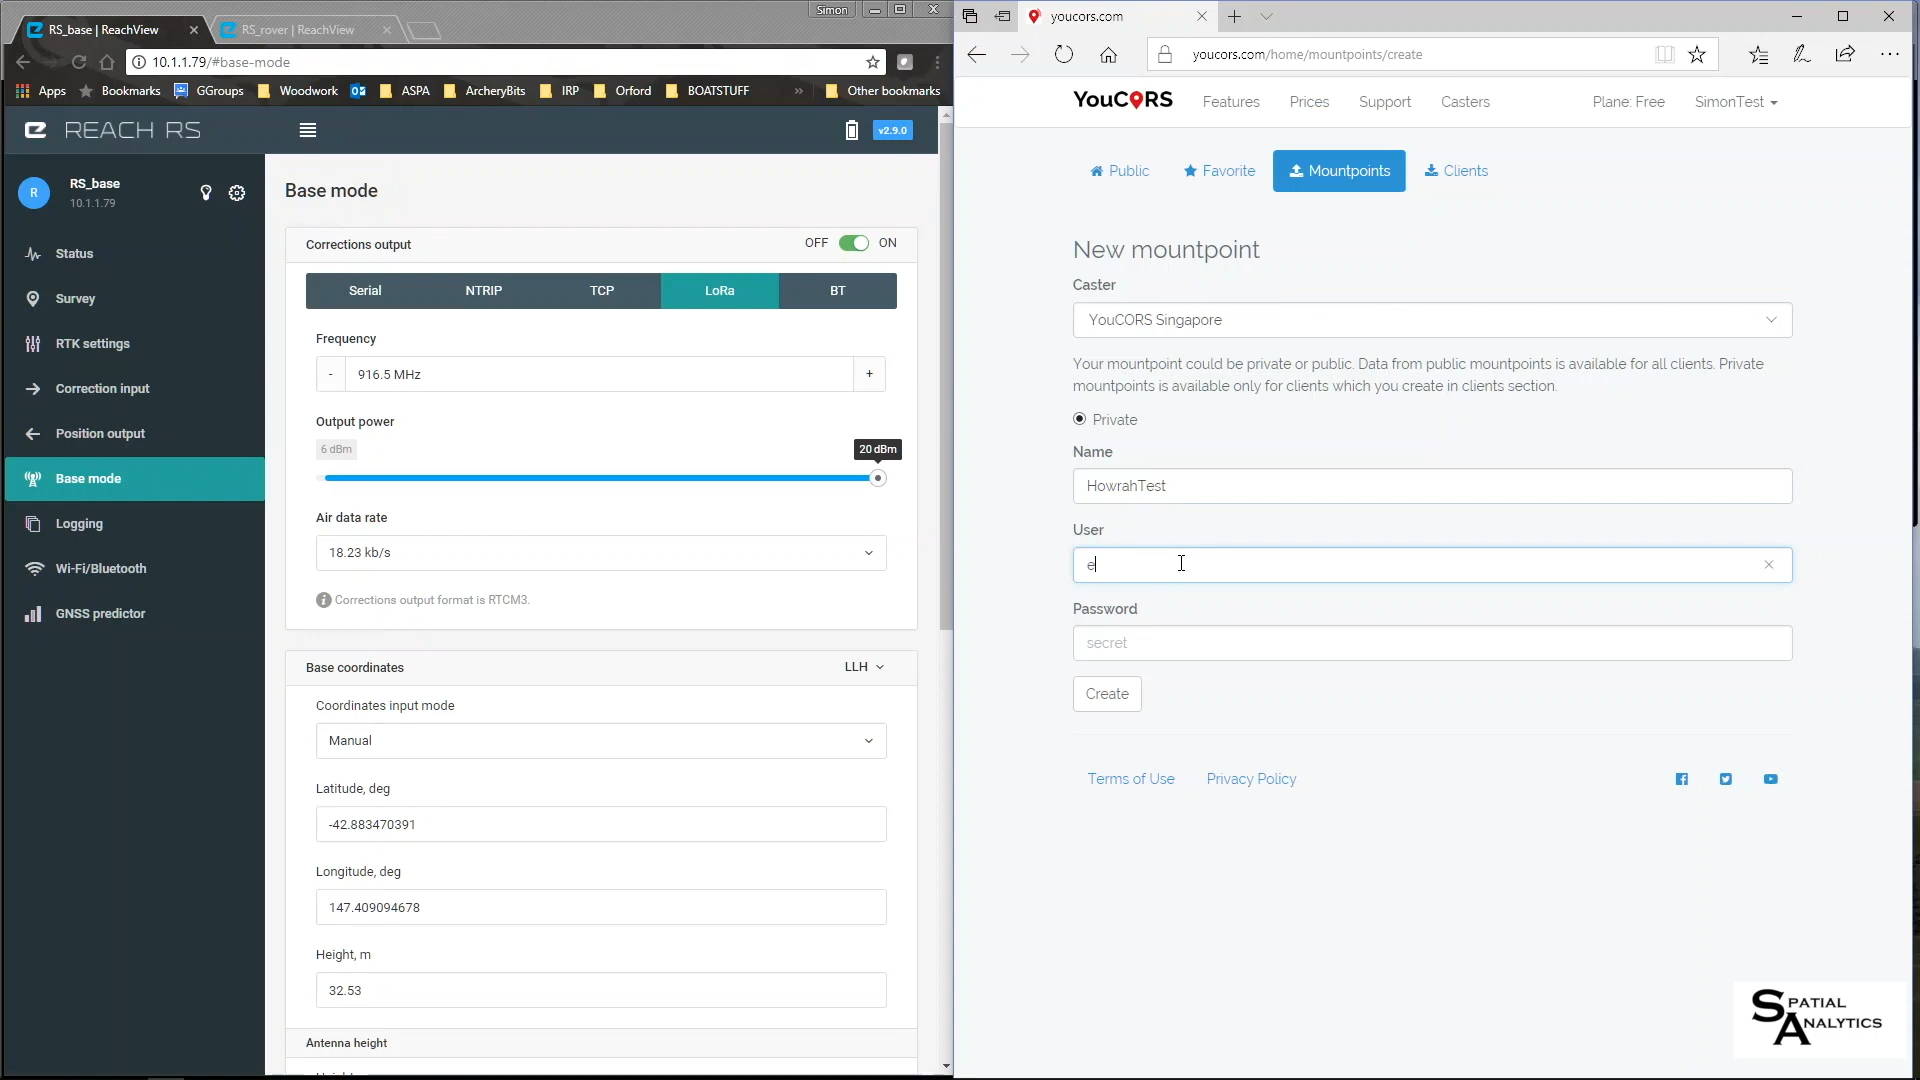 Simon
RS_base | ReachView
RS_rover | ReachView
10.1.1.79/#base-mode
Apps
Bookmarks
GGroups
Woodwork
ASPA
ArcheryBits
IRP
Orford
BOATSTUFF
»
Other bookmarks
REACH RS
v2.9.0
R
RS_base
10.1.1.79
Status
Survey
RTK settings
Correction input
Position output
Base mode
Logging
Wi-Fi/Bluetooth
GNSS predictor
Base mode
Corrections output
OFF
ON
Serial
NTRIP
TCP
LoRa
BT
Frequency
-
916.5 MHz
+
Output power
6 dBm
20 dBm
Air data rate
18.23 kb/s
Corrections output format is RTCM3.
Base coordinates
LLH
Coordinates input mode
Manual
Latitude, deg
-42.883470391
Longitude, deg
147.409094678
Height, m
32.53
Antenna height
youcors.com
youcors.com/home/mountpoints/create
YouCORS
Features
Prices
Support
Casters
Plane: Free
SimonTest
Public
Favorite
Mountpoints
Clients
New mountpoint
Caster
YouCORS Singapore
Your mountpoint could be private or public. Data from public mountpoints is available for all clients. Private
mountpoints is available only for clients which you create in clients section.
Private
Name
HowrahTest
User
e
Password
secret
Create
Terms of Use
Privacy Policy
SPATIAL
ANALYTICS